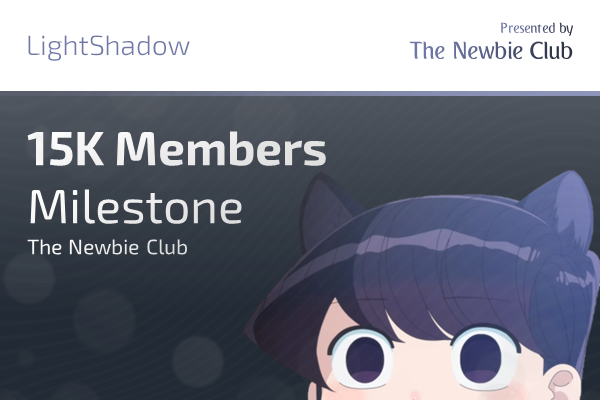 LightShadow
Presented by
The Newbie Club
15K Members
Milestone
The Newbie Club